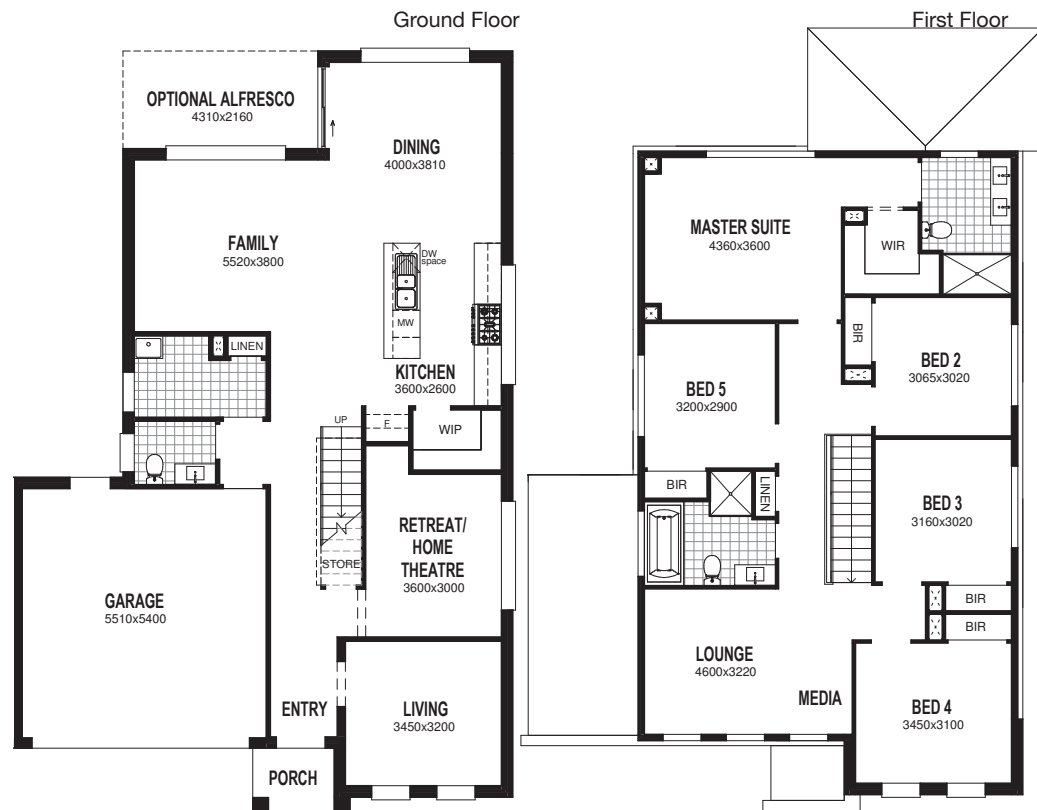 Ground Floor
OPTIONAL ALFRESCO
4310x2160
DINING
4000x3810
FAMILY
5520x3800
DW
space
MW
LINEN
KITCHEN
3600x2600
UP
F
WIP
RETREAT/
HOME
THEATRE
3600x3000
STORE
GARAGE
5510x5400
ENTRY
LIVING
3450x3200
PORCH
First Floor
MASTER SUITE
4360x3600
WIR
BIR
BED 2
3065x3020
BED 5
3200x2900
BIR
LINEN
BED 3
3160x3020
BIR
BIR
LOUNGE
4600x3220
MEDIA
BED 4
3450x3100